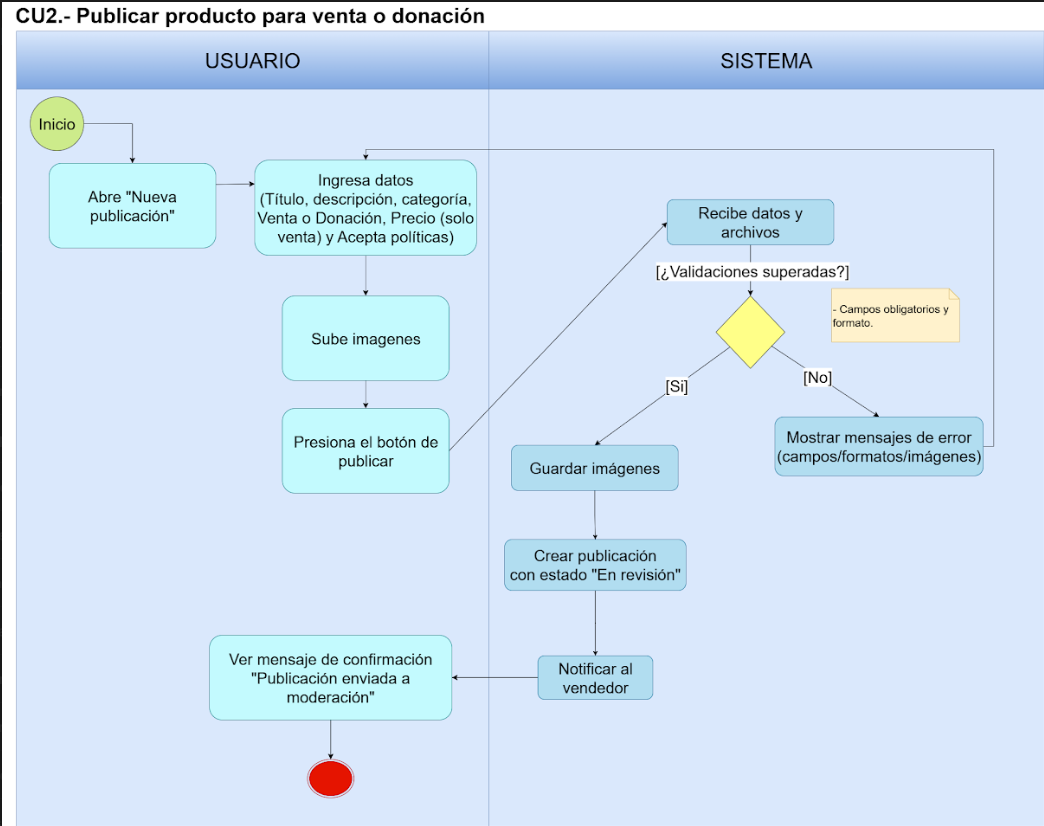 CU2.- Publicar producto para venta o donación
USUARIO
SISTEMA
Inicio
Abre "Nueva
publicación"
Ingresa datos
(Título, descripción, categoría,
Venta o Donación, Precio (solo
venta) y Acepta políticas)
Sube imagenes
Presiona el botón de
publicar
Recibe datos y
archivos
[¿Validaciones superadas?]
- Campos obligatorios y
formato.
[Si]
[No]
Mostrar mensajes de error
(campos/formatos/imágenes)
Guardar imágenes
Crear publicación
con estado "En revisión"
Notificar al
vendedor
Ver mensaje de confirmación
"Publicación enviada a
moderación"